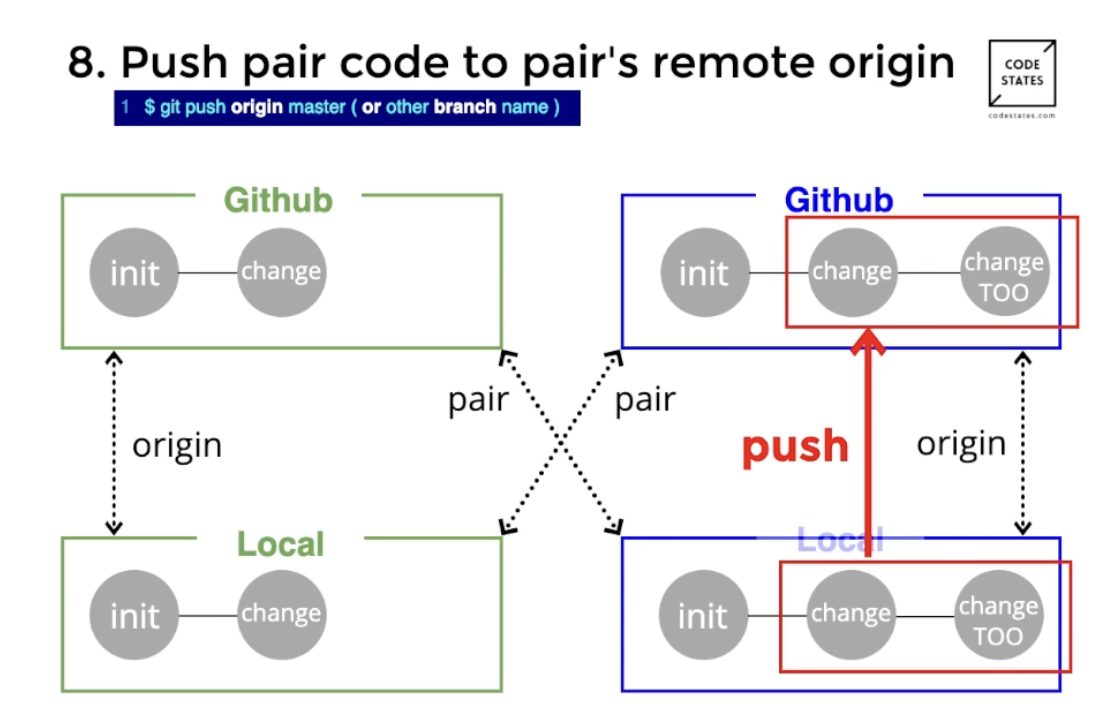 8. Push pair code to pair's remote origin
CODE
STATES
codestates.com
1 $ git push origin master ( or other branch name )
Github
init
change
Github
init
change
change
TOO
pair
pair
origin
push
origin
Local
init
change
Local
init
change
change
TOO